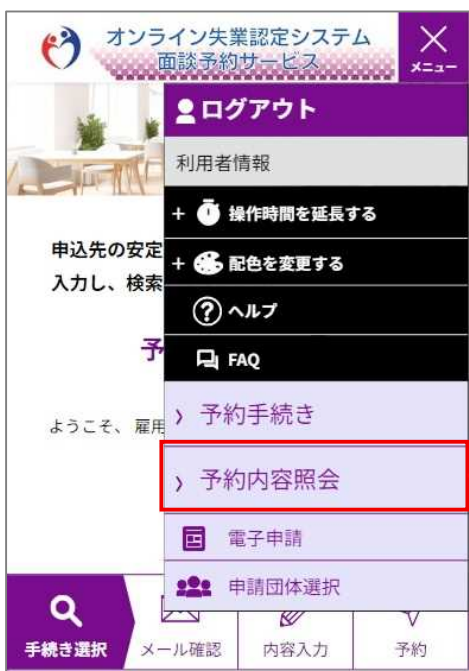 オンライン失業認定システム
面談予約サービス
メニュー
ログアウト
利用者情報
+ 操作時間を延長する
+ 配色を変更する
ヘルプ
FAQ
申込先の安定
入力し、検索
予
ようこそ、 雇用
› 予約手続き
› 予約内容照会
電子申請
申請団体選択
手続き選択
メール確認
内容入力
予約